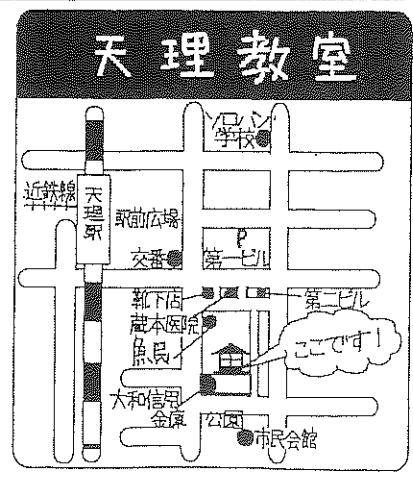 天理教室
ソロバン
学校
近鉄線
天理駅
駅前広場
P
交番
第一ビル
靴下店
第二ビル
蔵本医院
魚民
ここです!
大和信用
金庫
公園
市民会館